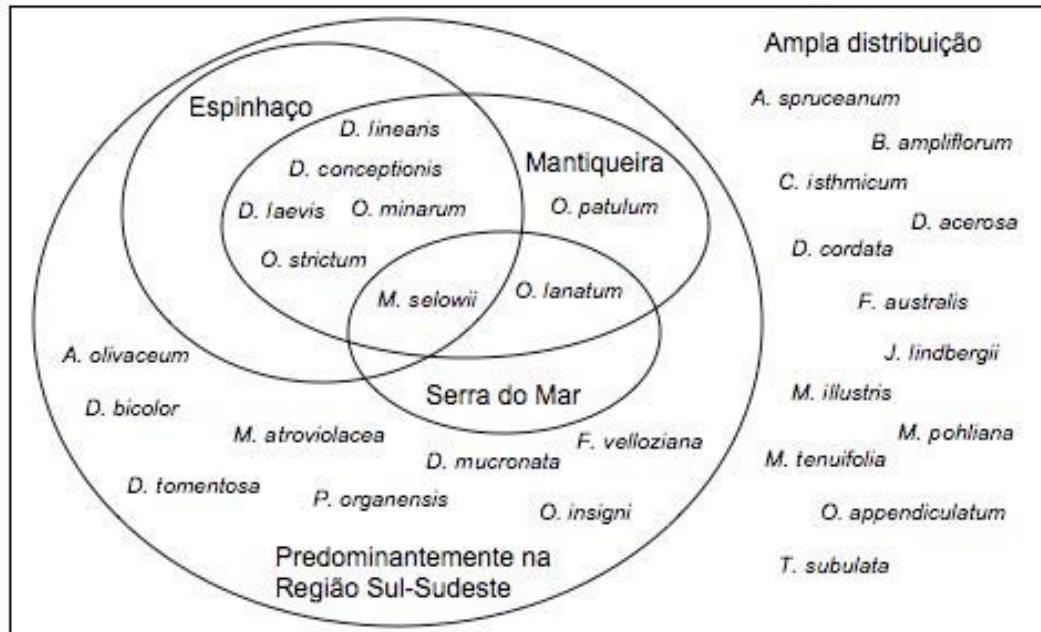 Ampla distribuição
A. spruceanum
B. ampliflorum
C. isthmicum
D. acerosa
D. cordata
F. australis
J. lindbergii
M. illustris
M. pohliana
M. tenuifolia
O. appendiculatum
T. subulata
Espinhaço
D. linearis
D. conceptionis
D. laevis
O. minarum
O. strictum
Mantiqueira
O. patulum
M. selowii
O. lanatum
Serra do Mar
A. olivaceum
D. bicolor
M. atroviolacea
F. velloziana
D. mucronata
D. tomentosa
P. organensis
O. insigni
Predominantemente na
Região Sul-Sudeste